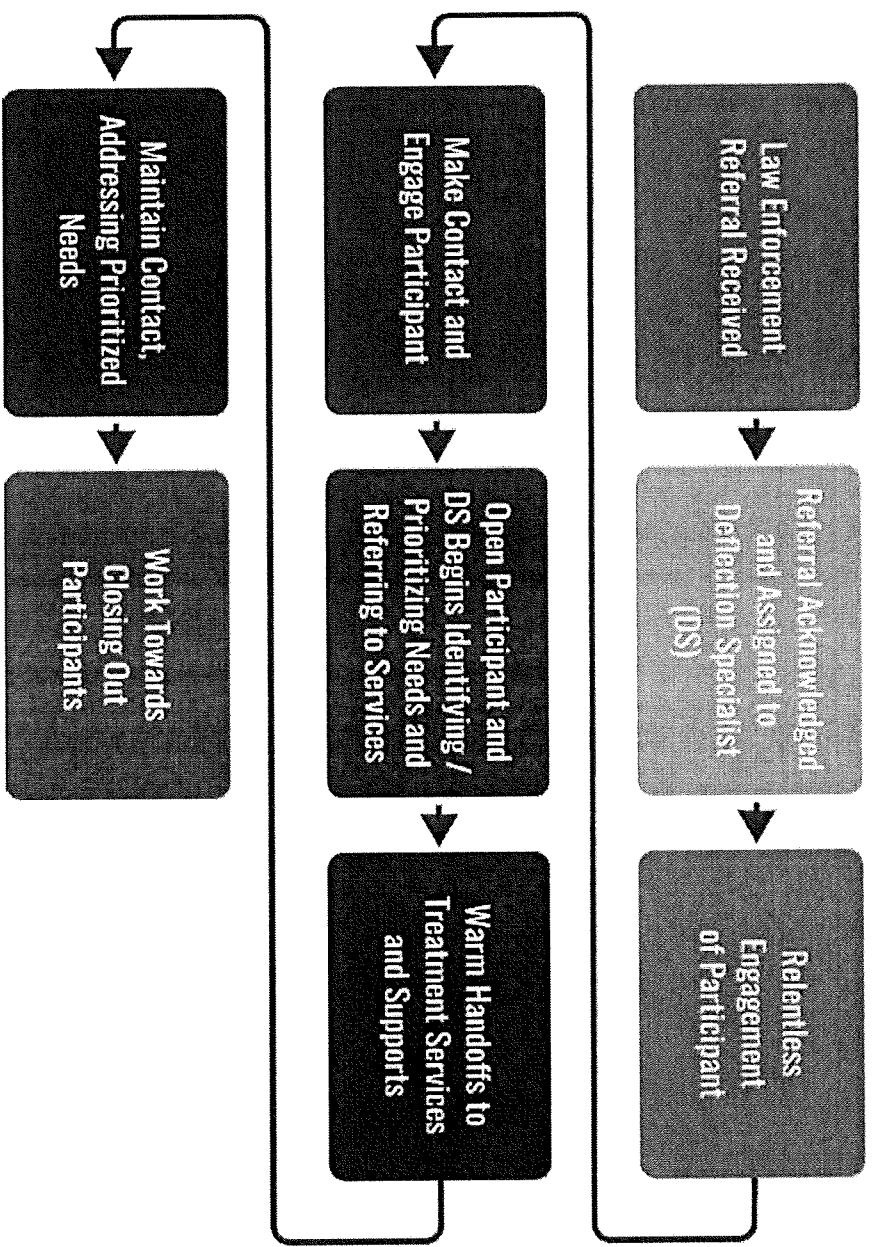 Law Enforcement
Referral Received
Referral Acknowledged
and Assigned to
Deflection Specialist
(DS)
Relentless
Engagement
of Participant
Make Contact and
Engage Participant
Open Participant and
DS Begins Identifying /
Prioritizing Needs and
Referring to Services
Warm Handoffs to
Treatment Services
and Supports
Maintain Contact,
Addressing Prioritized
Needs
Work Towards
Closing Out
Participants